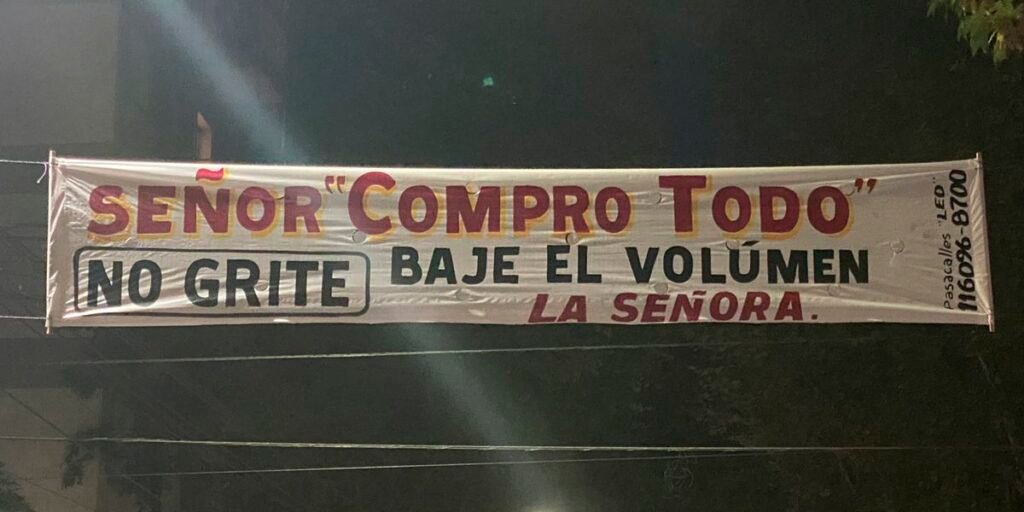 SEÑOR "COMPRO TODO"
NO GRITE BAJE EL VOLÚMEN
LA SEÑORA.
Pasacalles "LED"
116096-8700